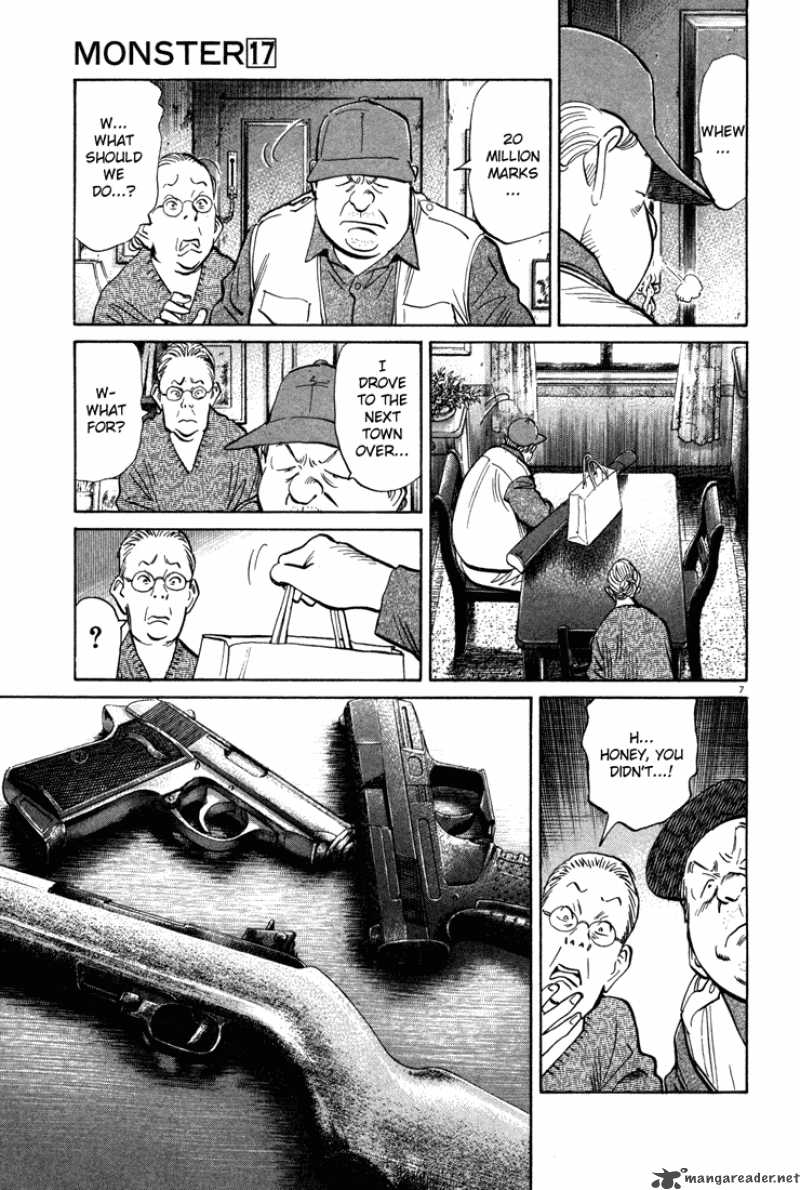 MONSTER17
WHEW
...
20
MILLION
MARKS
...
W...
WHAT
SHOULD
WE
DO...?
I
DROVE
TO THE
NEXT
TOWN
OVER...
W-
WHAT
FOR?
?
7
H...
HONEY, YOU
DIDN'T...!
mangareader.net